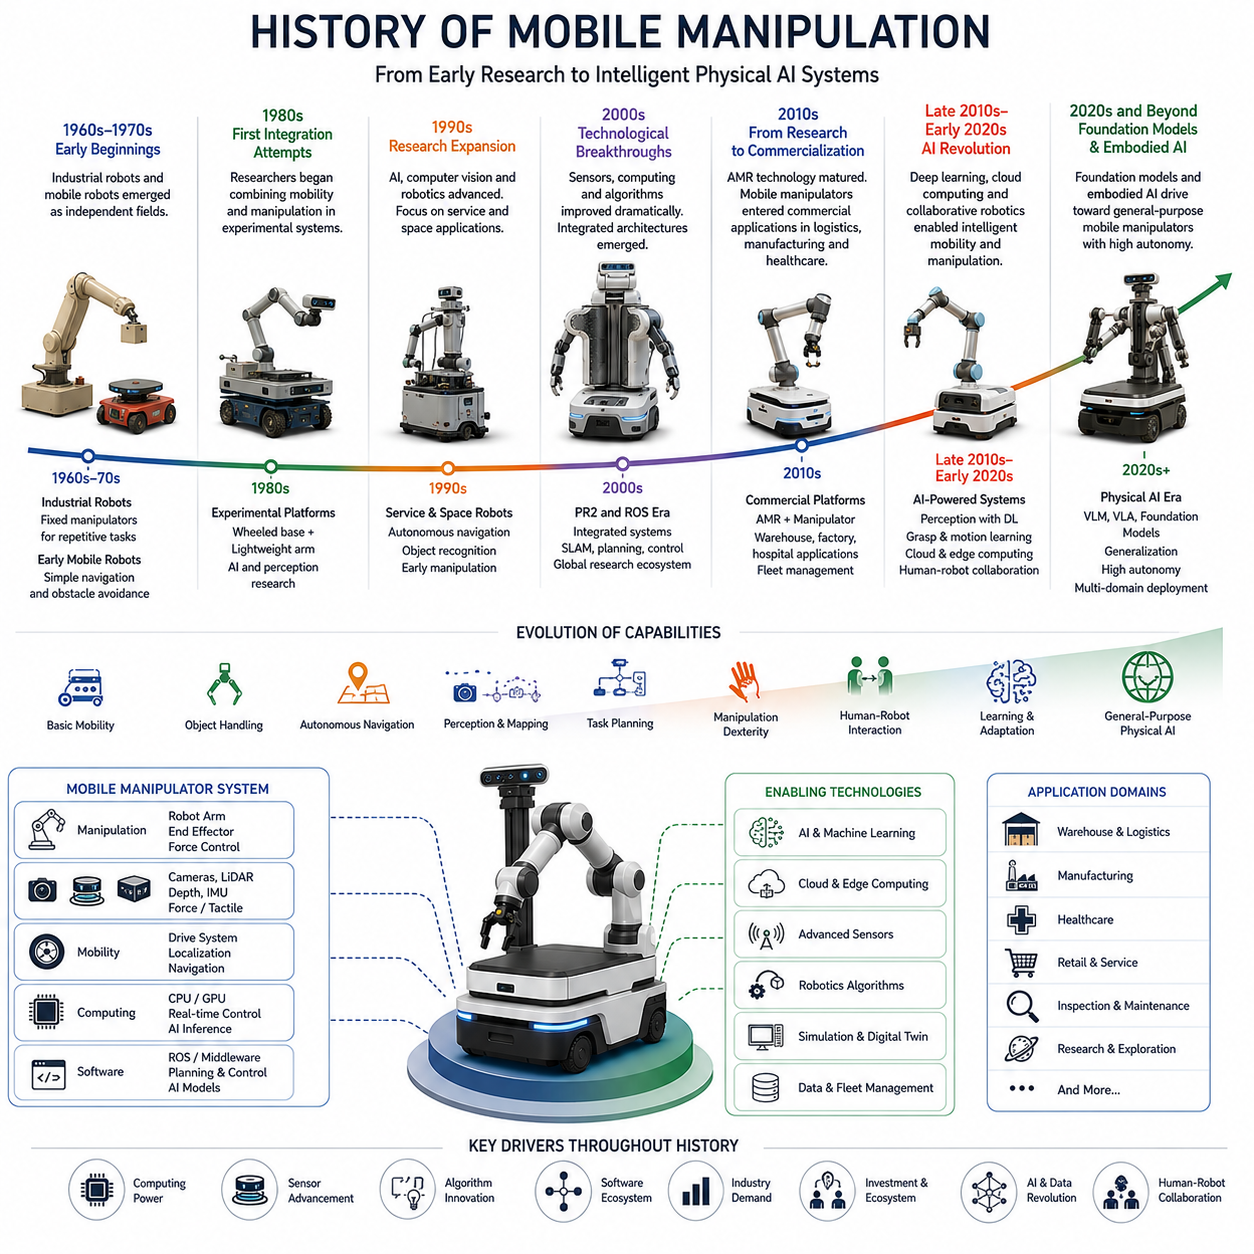 HISTORY OF MOBILE MANIPULATION
From Early Research to Intelligent Physical AI Systems
1960s–1970s
Early Beginnings
Industrial robots and
mobile robots emerged
as independent fields.
1980s
First Integration
Attempts
Researchers began
combining mobility
and manipulation in
experimental systems.
1990s
Research Expansion
AI, computer vision and
robotics advanced.
Focus on service and
space applications.
2000s
Technological
Breakthroughs
Sensors, computing
and algorithms
improved dramatically.
Integrated architectures
emerged.
2010s
From Research
to Commercialization
AMR technology matured.
Mobile manipulators
entered commercial
applications in logistics,
manufacturing and
healthcare.
Late 2010s–
Early 2020s
AI Revolution
Deep learning, cloud
computing and
collaborative robotics
enabled intelligent
mobility and
manipulation.
2020s and Beyond
Foundation Models
& Embodied AI
Foundation models and
embodied AI drive
toward general-purpose
mobile manipulators
with high autonomy.
1960s–70s
Industrial Robots
Fixed manipulators
for repetitive tasks
Early Mobile Robots
Simple navigation
and obstacle avoidance
1980s
Experimental Platforms
Wheeled base +
Lightweight arm
AI and perception
research
1990s
Service & Space Robots
Autonomous navigation
Object recognition
Early manipulation
2000s
PR2 and ROS Era
Integrated systems
SLAM, planning, control
Global research ecosystem
2010s
Commercial Platforms
AMR + Manipulator
Warehouse, factory,
hospital applications
Fleet management
Late 2010s–
Early 2020s
AI-Powered Systems
Perception with DL
Grasp & motion learning
Cloud & edge computing
Human-robot collaboration
2020s+
Physical AI Era
VLM, VLA, Foundation
Models
Generalization
High autonomy
Multi-domain deployment
EVOLUTION OF CAPABILITIES
Basic Mobility
Object Handling
Autonomous Navigation
Perception & Mapping
Task Planning
Manipulation
Dexterity
Human-Robot
Interaction
Learning &
Adaptation
General-Purpose
Physical AI
MOBILE MANIPULATOR SYSTEM
Manipulation
Robot Arm
End Effector
Force Control
Cameras, LiDAR
Depth, IMU
Force / Tactile
Mobility
Drive System
Localization
Navigation
Computing
CPU / GPU
Real-time Control
AI Inference
Software
ROS / Middleware
Planning & Control
AI Models
ENABLING TECHNOLOGIES
AI & Machine Learning
Cloud & Edge Computing
Advanced Sensors
Robotics Algorithms
Simulation & Digital Twin
Data & Fleet Management
APPLICATION DOMAINS
Warehouse & Logistics
Manufacturing
Healthcare
Retail & Service
Inspection & Maintenance
Research & Exploration
And More...
KEY DRIVERS THROUGHOUT HISTORY
Computing
Power
Sensor
Advancement
Algorithm
Innovation
Software
Ecosystem
Industry
Demand
Investment &
Ecosystem
AI & Data
Revolution
Human-Robot
Collaboration